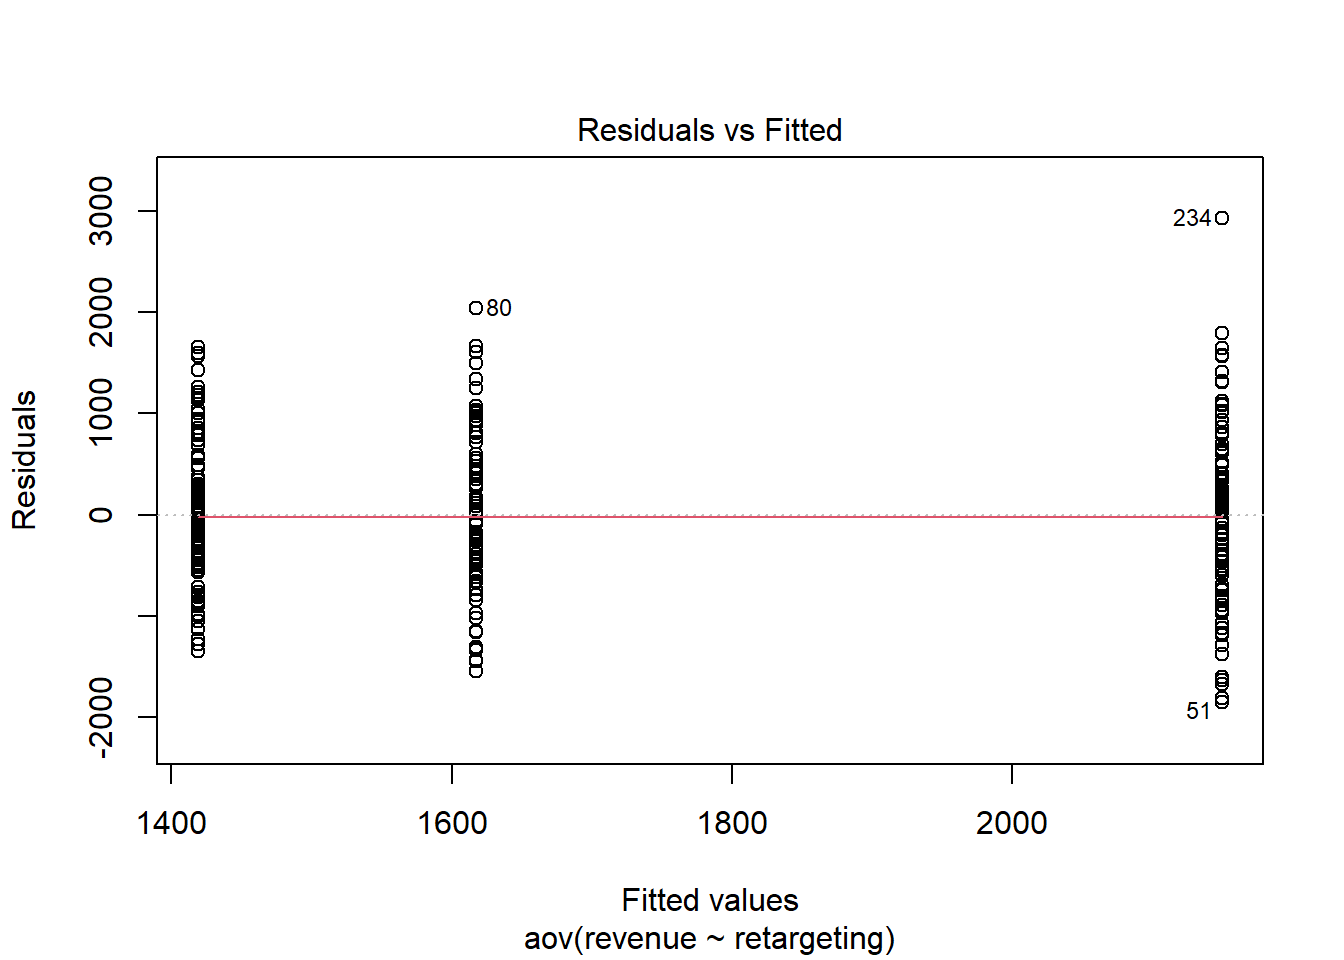 Residuals vs Fitted
3000
2000
1000
0
-2000
Residuals
234
80
51
1400 1600 1800 2000
Fitted values
aov(revenue ~ retargeting)